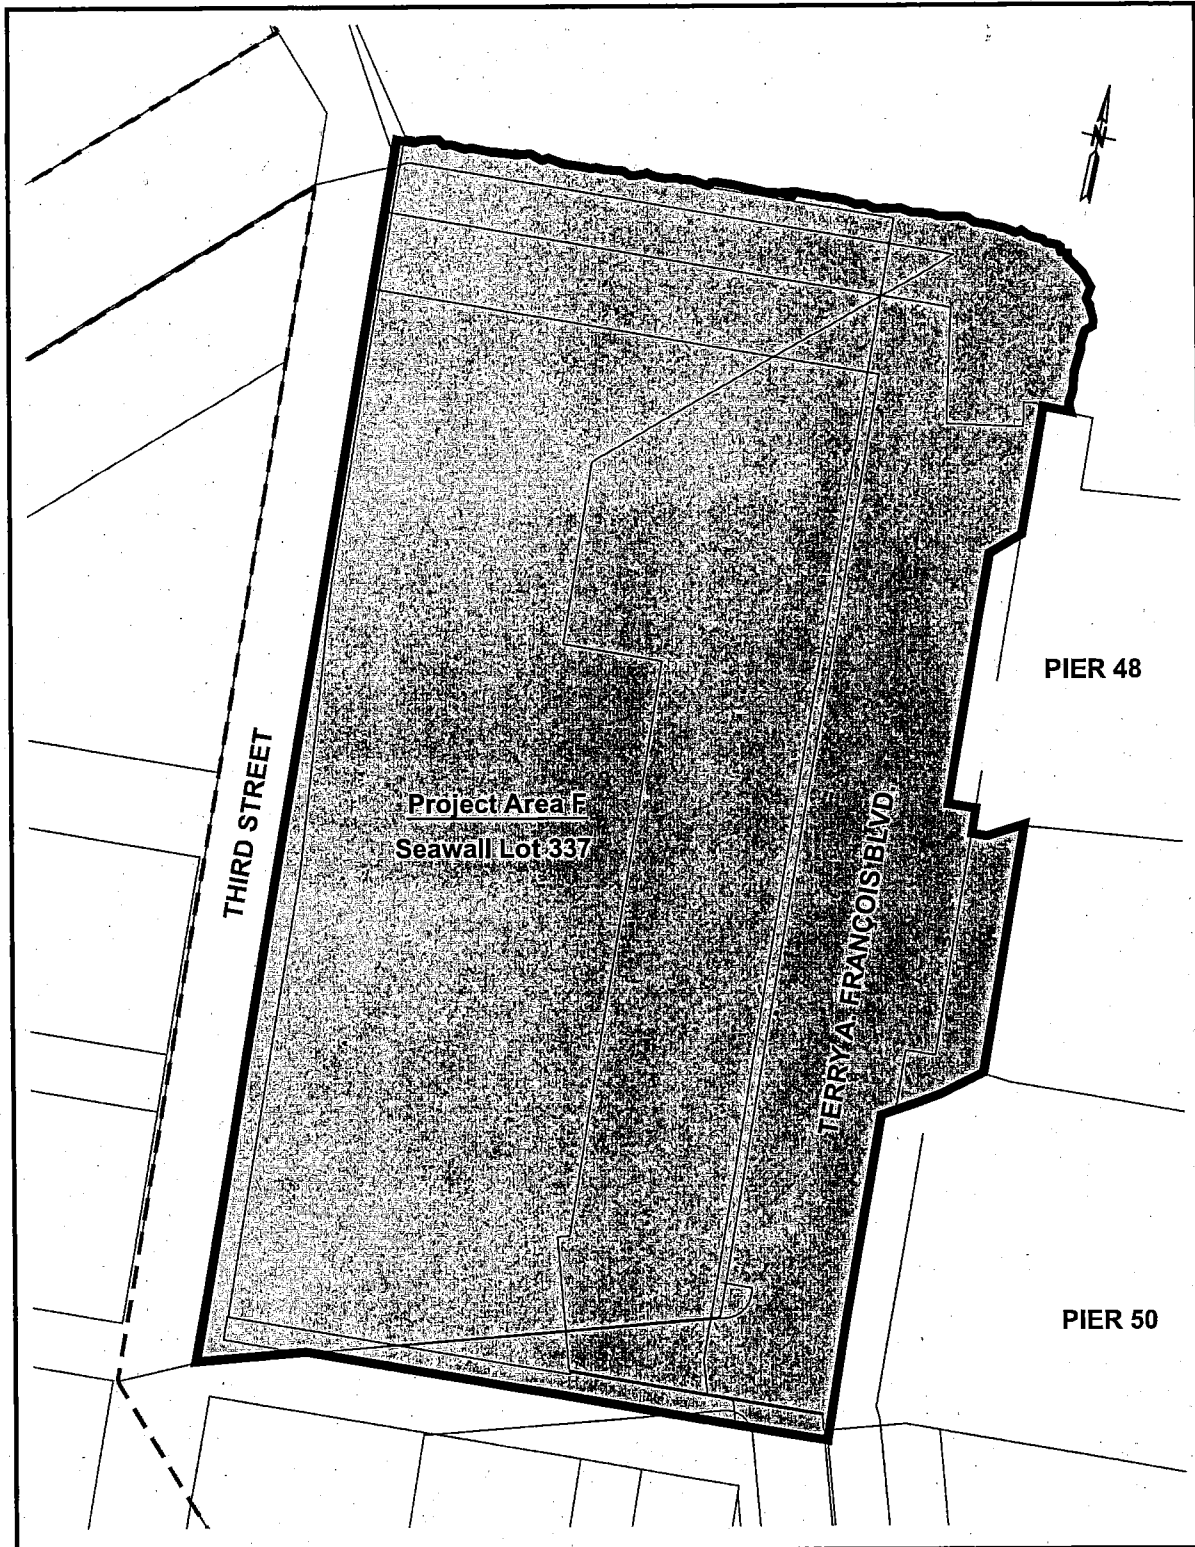 N
PIER 48
THIRD STREET
Project Area F
Seawall Lot 337
TERRY A. FRANCOIS BLVD.
PIER 50